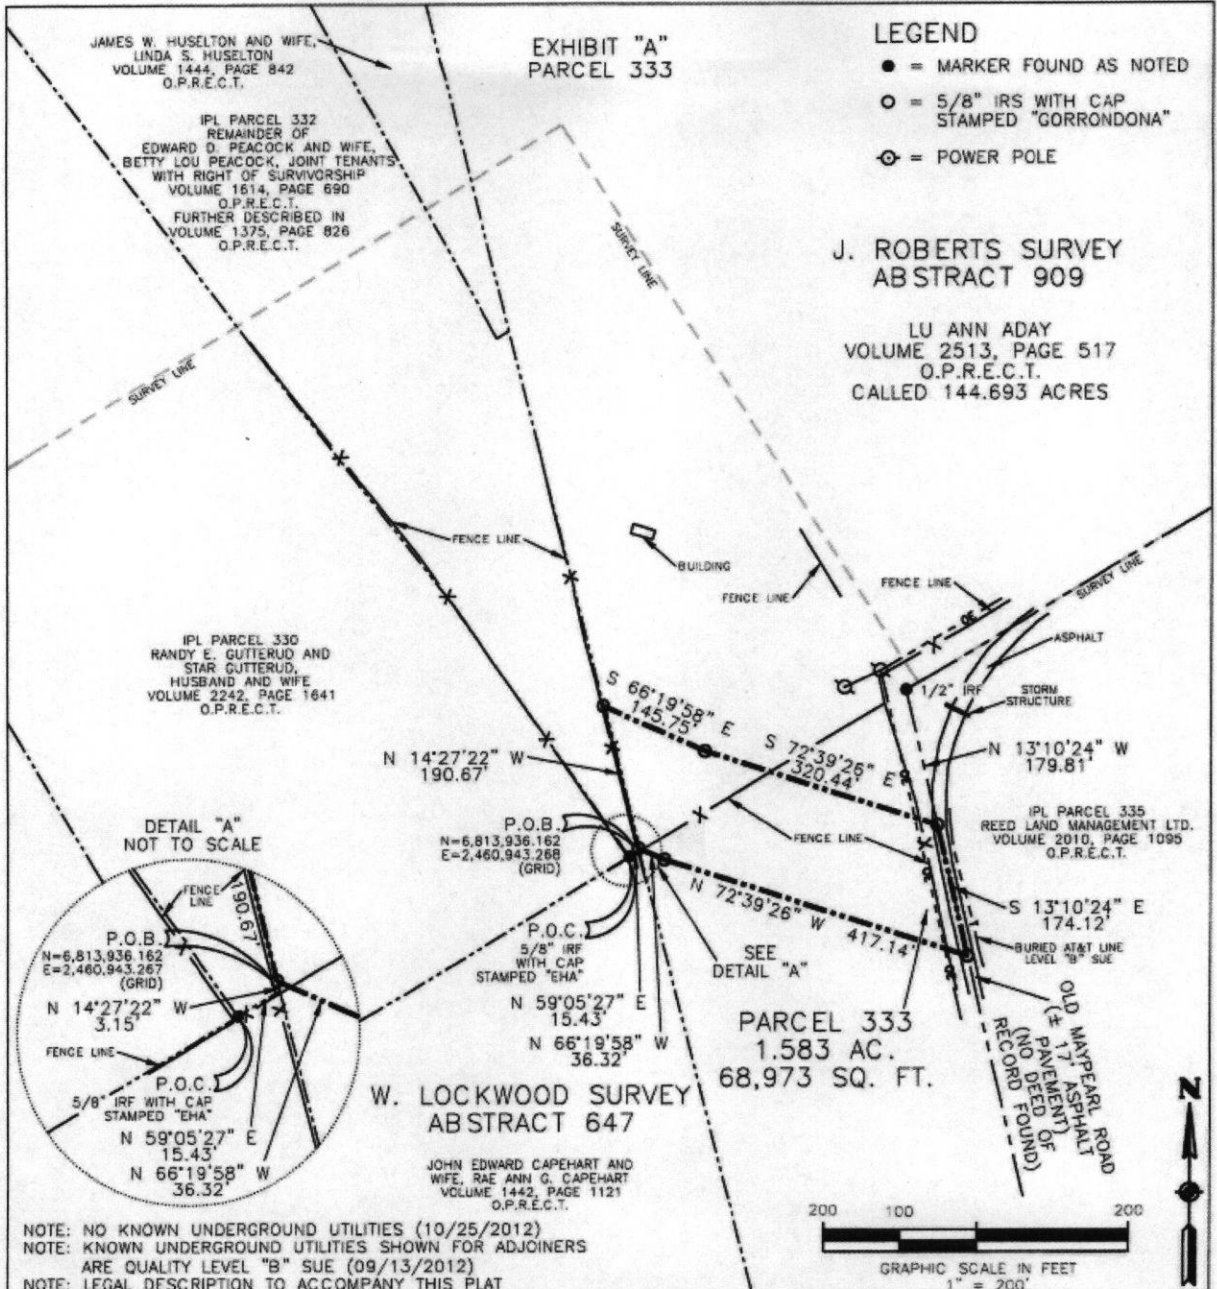 EXHIBIT "A"
PARCEL 333
JAMES W. HUSELTON AND WIFE,
LINDA S. HUSELTON
VOLUME 1444, PAGE 842
O.P.R.E.C.T.
IPL PARCEL 332
REMAINDER OF
EDWARD D. PEACOCK AND WIFE,
BETTY LOU PEACOCK, JOINT TENANTS
WITH RIGHT OF SURVIVORSHIP
VOLUME 1614, PAGE 690
O.P.R.E.C.T.
FURTHER DESCRIBED IN
VOLUME 1375, PAGE 826
O.P.R.E.C.T.
LEGEND
= MARKER FOUND AS NOTED
= 5/8" IRS WITH CAP
STAMPED "GORRONDONA"
= POWER POLE
SURVEY LINE
J. ROBERTS SURVEY
ABSTRACT 909
LU ANN ADAY
VOLUME 2513, PAGE 517
O.P.R.E.C.T.
CALLED 144.693 ACRES
SURVEY LINE
FENCE LINE
BUILDING
FENCE LINE
FENCE LINE
SURVEY LINE
ASPHALT
IPL PARCEL 330
RANDY E. GUTTERUD AND
STAR GUTTERUD,
HUSBAND AND WIFE
VOLUME 2242, PAGE 1641
O.P.R.E.C.T.
S 66°19'58" E
145.75'
S 72°39'26" E
320.44'
1/2" IRF
STORM
STRUCTURE
N 14°27'22" W
190.67'
N 13°10'24" W
179.81'
IPL PARCEL 335
REED LAND MANAGEMENT LTD.
VOLUME 2010, PAGE 1095
O.P.R.E.C.T.
P.O.B.
N=6,813,936.162
E=2,460,943.268
(GRID)
FENCE LINE
N 72°39'26" W
417.14'
S 13°10'24" E
174.12'
BURIED AT&T LINE
LEVEL "B" SUE
P.O.C.
5/8" IRF
WITH CAP
STAMPED "EHA"
SEE
DETAIL "A"
N 59°05'27" E
15.43'
N 66°19'58" W
36.32'
PARCEL 333
1.583 AC.
68,973 SQ. FT.
OLD MAYPEARL ROAD
(± 17' ASPHALT
PAVEMENT)
(NO DEED OF
RECORD FOUND)
DETAIL "A"
NOT TO SCALE
FENCE
LINE
190.67'
P.O.B.
N=6,813,936.162
E=2,460,943.267
(GRID)
N 14°27'22" W
3.15'
FENCE LINE
P.O.C.
5/8" IRF WITH CAP
STAMPED "EHA"
N 59°05'27" E
15.43'
N 66°19'58" W
36.32'
W. LOCKWOOD SURVEY
ABSTRACT 647
JOHN EDWARD CAPEHART AND
WIFE, RAE ANN G. CAPEHART
VOLUME 1442, PAGE 1121
O.P.R.E.C.T.
N
200 100 200
GRAPHIC SCALE IN FEET
1" = 200'
NOTE: NO KNOWN UNDERGROUND UTILITIES (10/25/2012)
NOTE: KNOWN UNDERGROUND UTILITIES SHOWN FOR ADJOINERS
ARE QUALITY LEVEL "B" SUE (09/13/2012)
NOTE: LEGAL DESCRIPTION TO ACCOMPANY THIS PLAT